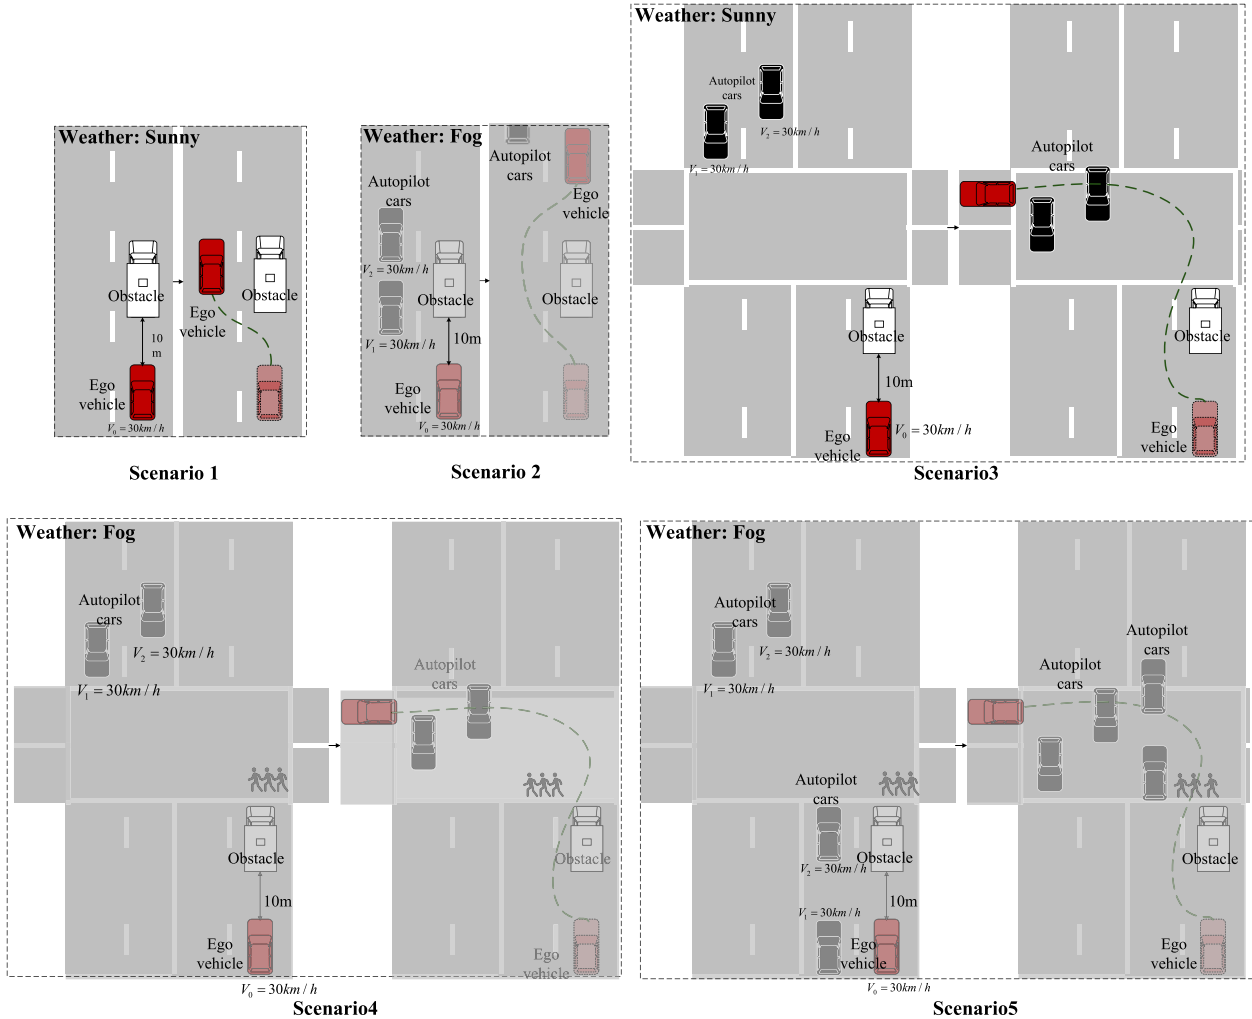 Weather: Sunny
Obstacle
Obstacle
Ego
vehicle
10
m
Ego
vehicle
V0 = 30km / h
Scenario 1
Weather: Fog
Autopilot
cars
Autopilot
cars
Ego
vehicle
V2 = 30km / h
Obstacle
Obstacle
V1 = 30km / h
10m
Ego
vehicle
V0 = 30km / h
Scenario 2
Weather: Sunny
Autopilot
cars
V2 = 30km / h
V1 = 30km / h
Autopilot
cars
Obstacle
Obstacle
10m
Ego
vehicle
V0 = 30km / h
Ego
vehicle
Scenario3
Weather: Fog
Autopilot
cars
V2 = 30km / h
V1 = 30km / h
Autopilot
cars
Obstacle
Obstacle
10m
Ego
vehicle
Ego
vehicle
V0 = 30km / h
Scenario4
Weather: Fog
Autopilot
cars
V2 = 30km / h
V1 = 30km / h
Autopilot
cars
Autopilot
cars
Autopilot
cars
Obstacle
Obstacle
V2 = 30km / h
10m
V1 = 30km / h
Ego
vehicle
Ego
vehicle
V0 = 30km / h
Scenario5